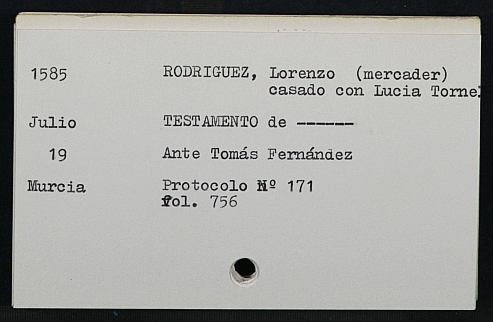 1585 RODRIGUEZ, Lorenzo (mercader)
casado con Lucia Tornel
Julio TESTAMENTO de ------
19 Ante Tomás Fernández
Murcia Protocolo Nº 171
fol. 756